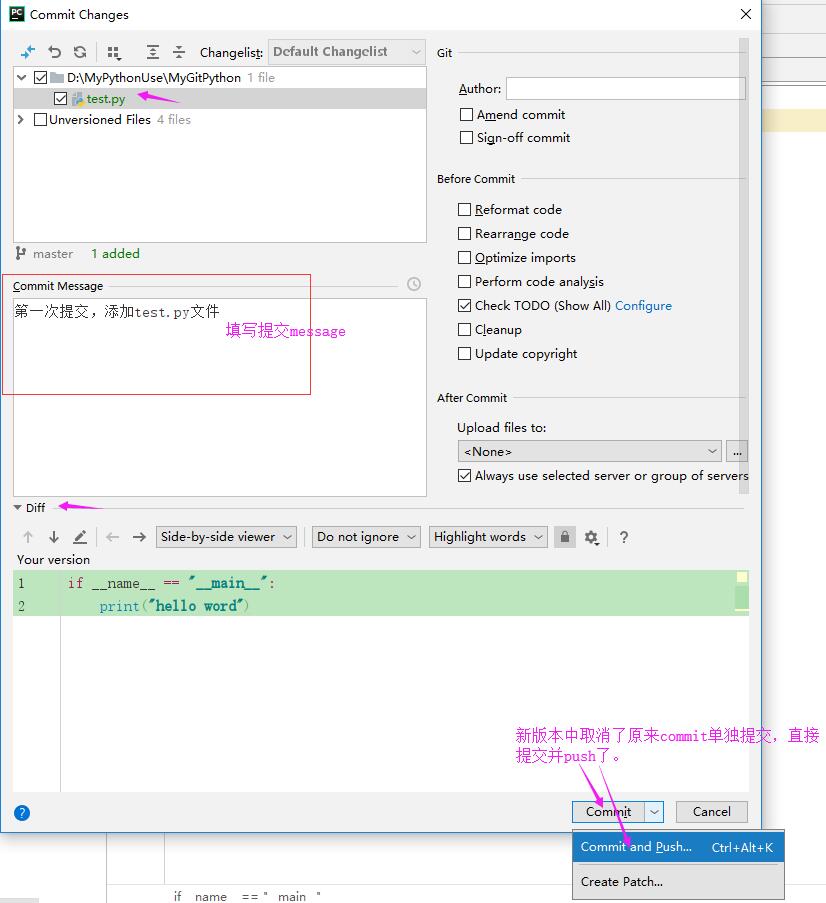 Commit Changes
Changelist: Default Changelist
D:\MyPythonUse\MyGitPython 1 file
test.py
Unversioned Files 4 files
master 1 added
Commit Message
第一次提交，添加test.py文件
填写提交message
Git
Author:
Amend commit
Sign-off commit
Before Commit
Reformat code
Rearrange code
Optimize imports
Perform code analysis
Check TODO (Show All) Configure
Cleanup
Update copyright
After Commit
Upload files to:
<None>
...
Always use selected server or group of servers
Diff
Side-by-side viewer Do not ignore Highlight words ?
Your version
1 if __name__ == "__main__":
2 print("hello word")
新版本中取消了原来commit单独提交，直接
提交并push了。
? Commit Cancel
Commit and Push... Ctrl+Alt+K
Create Patch...
if __name__ == "__main__"